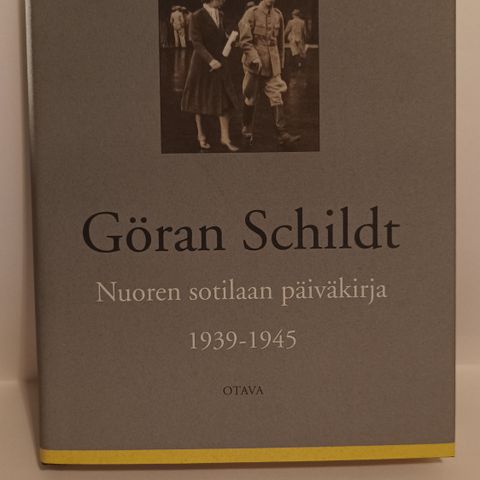 Göran Schildt
Nuoren sotilaan päiväkirja
1939-1945
OTAVA